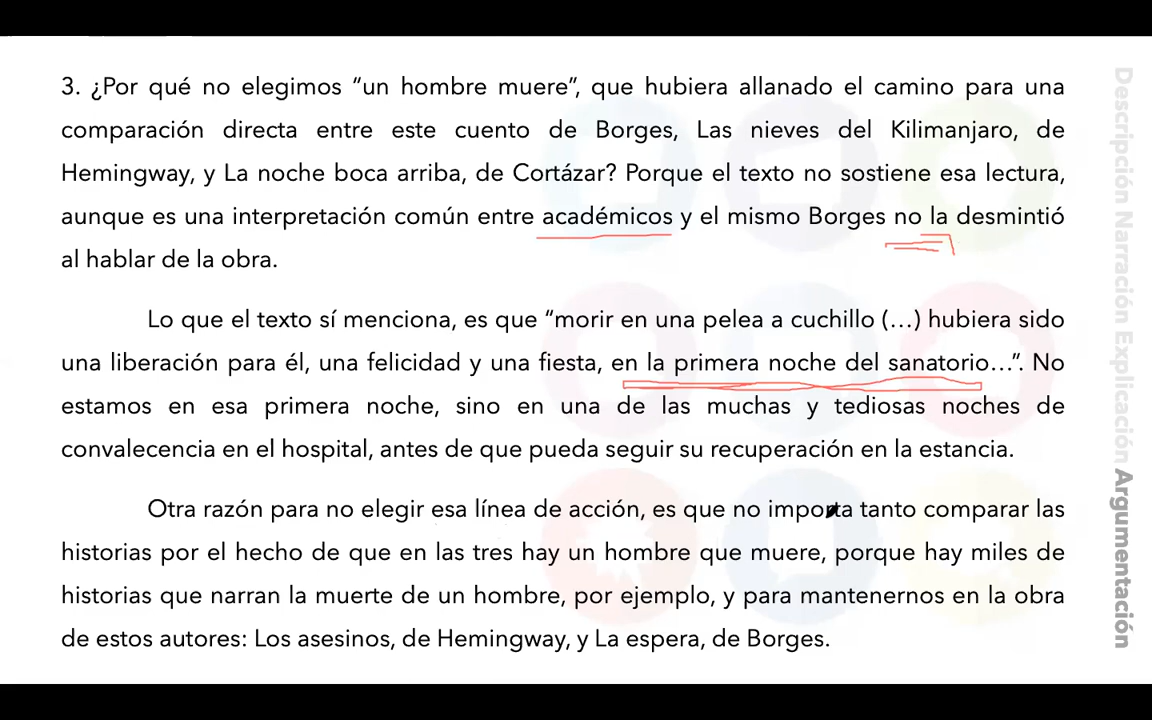 3. ¿Por qué no elegimos “un hombre muere”, que hubiera allanado el camino para una
comparación directa entre este cuento de Borges, Las nieves del Kilimanjaro, de
Hemingway, y La noche boca arriba, de Cortázar? Porque el texto no sostiene esa lectura,
aunque es una interpretación común entre académicos y el mismo Borges no la desmintió
al hablar de la obra.
Lo que el texto sí menciona, es que “morir en una pelea a cuchillo (...) hubiera sido
una liberación para él, una felicidad y una fiesta, en la primera noche del sanatorio...”. No
estamos en esa primera noche, sino en una de las muchas y tediosas noches de
convalecencia en el hospital, antes de que pueda seguir su recuperación en la estancia.
Otra razón para no elegir esa línea de acción, es que no importa tanto comparar las
historias por el hecho de que en las tres hay un hombre que muere, porque hay miles de
historias que narran la muerte de un hombre, por ejemplo, y para mantenernos en la obra
de estos autores: Los asesinos, de Hemingway, y La espera, de Borges.
Descripción Narración Explicación Argumentación